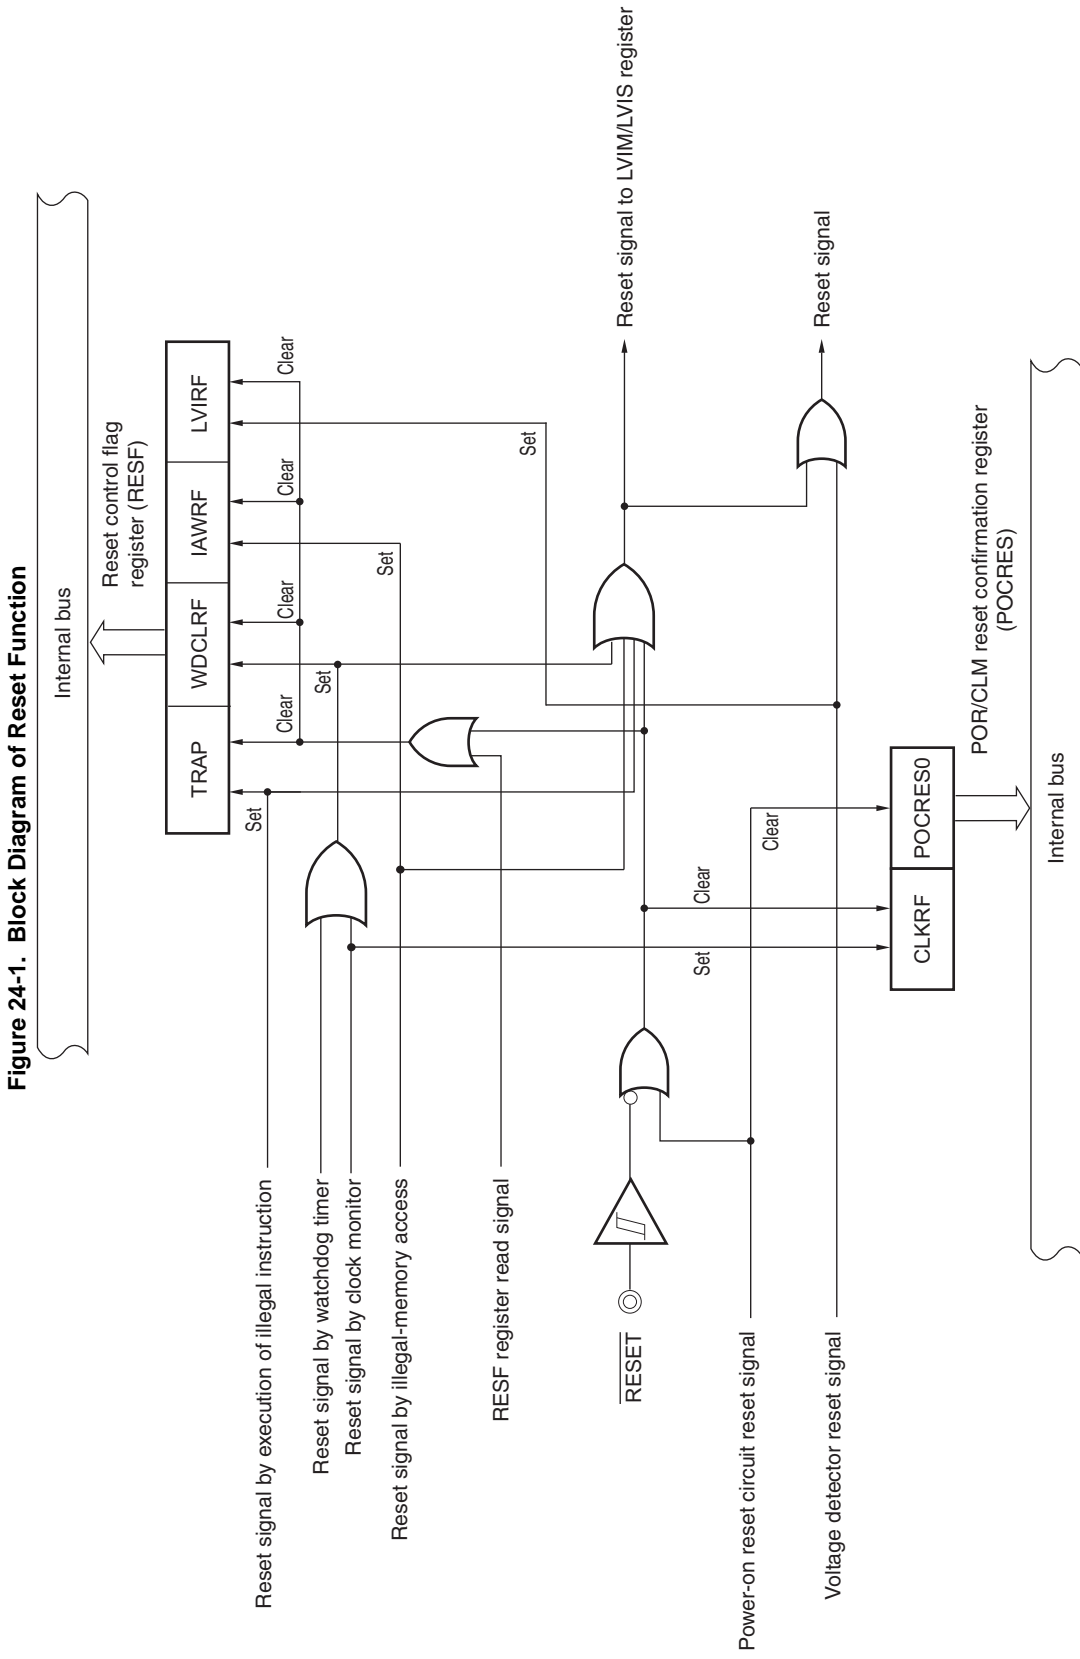 Figure 24-1. Block Diagram of Reset Function
Internal bus
Reset control flag
register (RESF)
TRAP
WDCLRF
IAWRF
LVIRF
Set
Clear
Set
Clear
Set
Clear
Set
Clear
Reset signal by execution of illegal instruction
Reset signal by watchdog timer
Reset signal by clock monitor
Reset signal by illegal-memory access
RESF register read signal
RESET
Reset signal to LVIM/LVIS register
Set
Clear
Clear
Power-on reset circuit reset signal
Voltage detector reset signal
Reset signal
CLKRF
POCRES0
POR/CLM reset confirmation register
(POCRES)
Internal bus